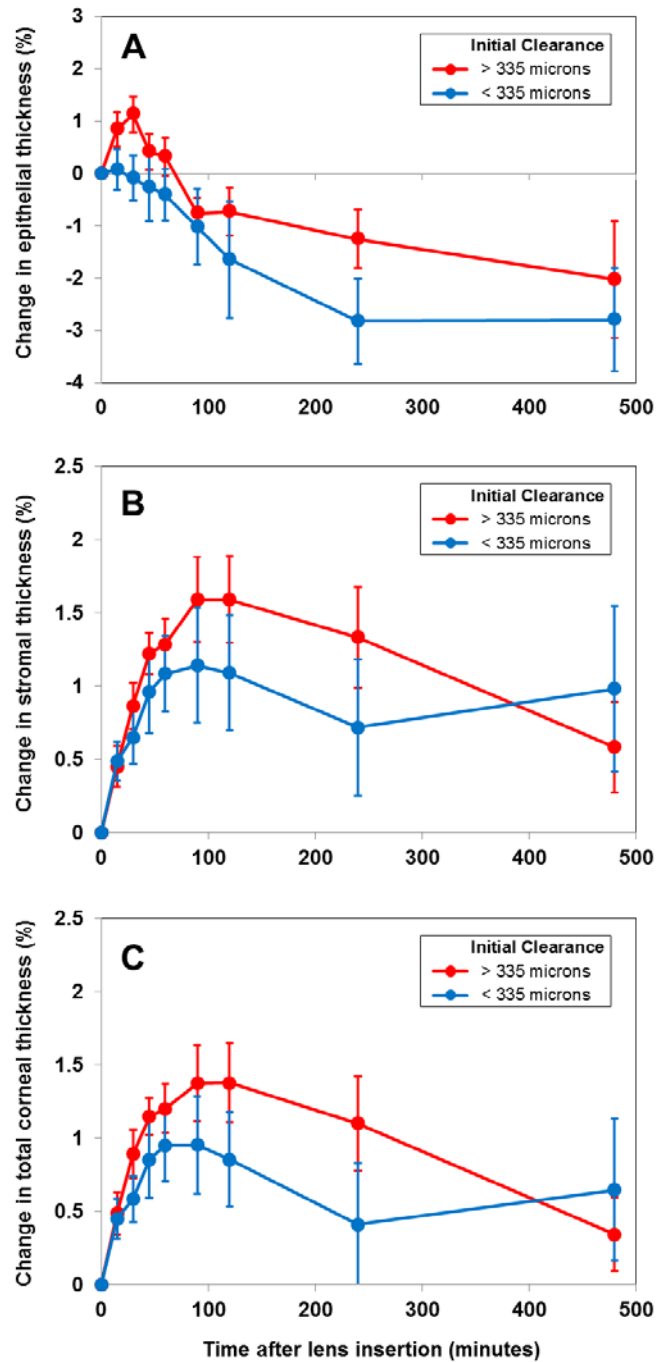 A
Initial Clearance
> 335 microns
< 335 microns
Change in epithelial thickness (%)
3
2
1
0
-1
-2
-3
-4
0
100
200
300
400
500
B
Initial Clearance
> 335 microns
< 335 microns
Change in stromal thickness (%)
2.5
2
1.5
1
0.5
0
0
100
200
300
400
500
C
Initial Clearance
> 335 microns
< 335 microns
Change in total corneal thickness (%)
2.5
2
1.5
1
0.5
0
0
100
200
300
400
500
Time after lens insertion (minutes)